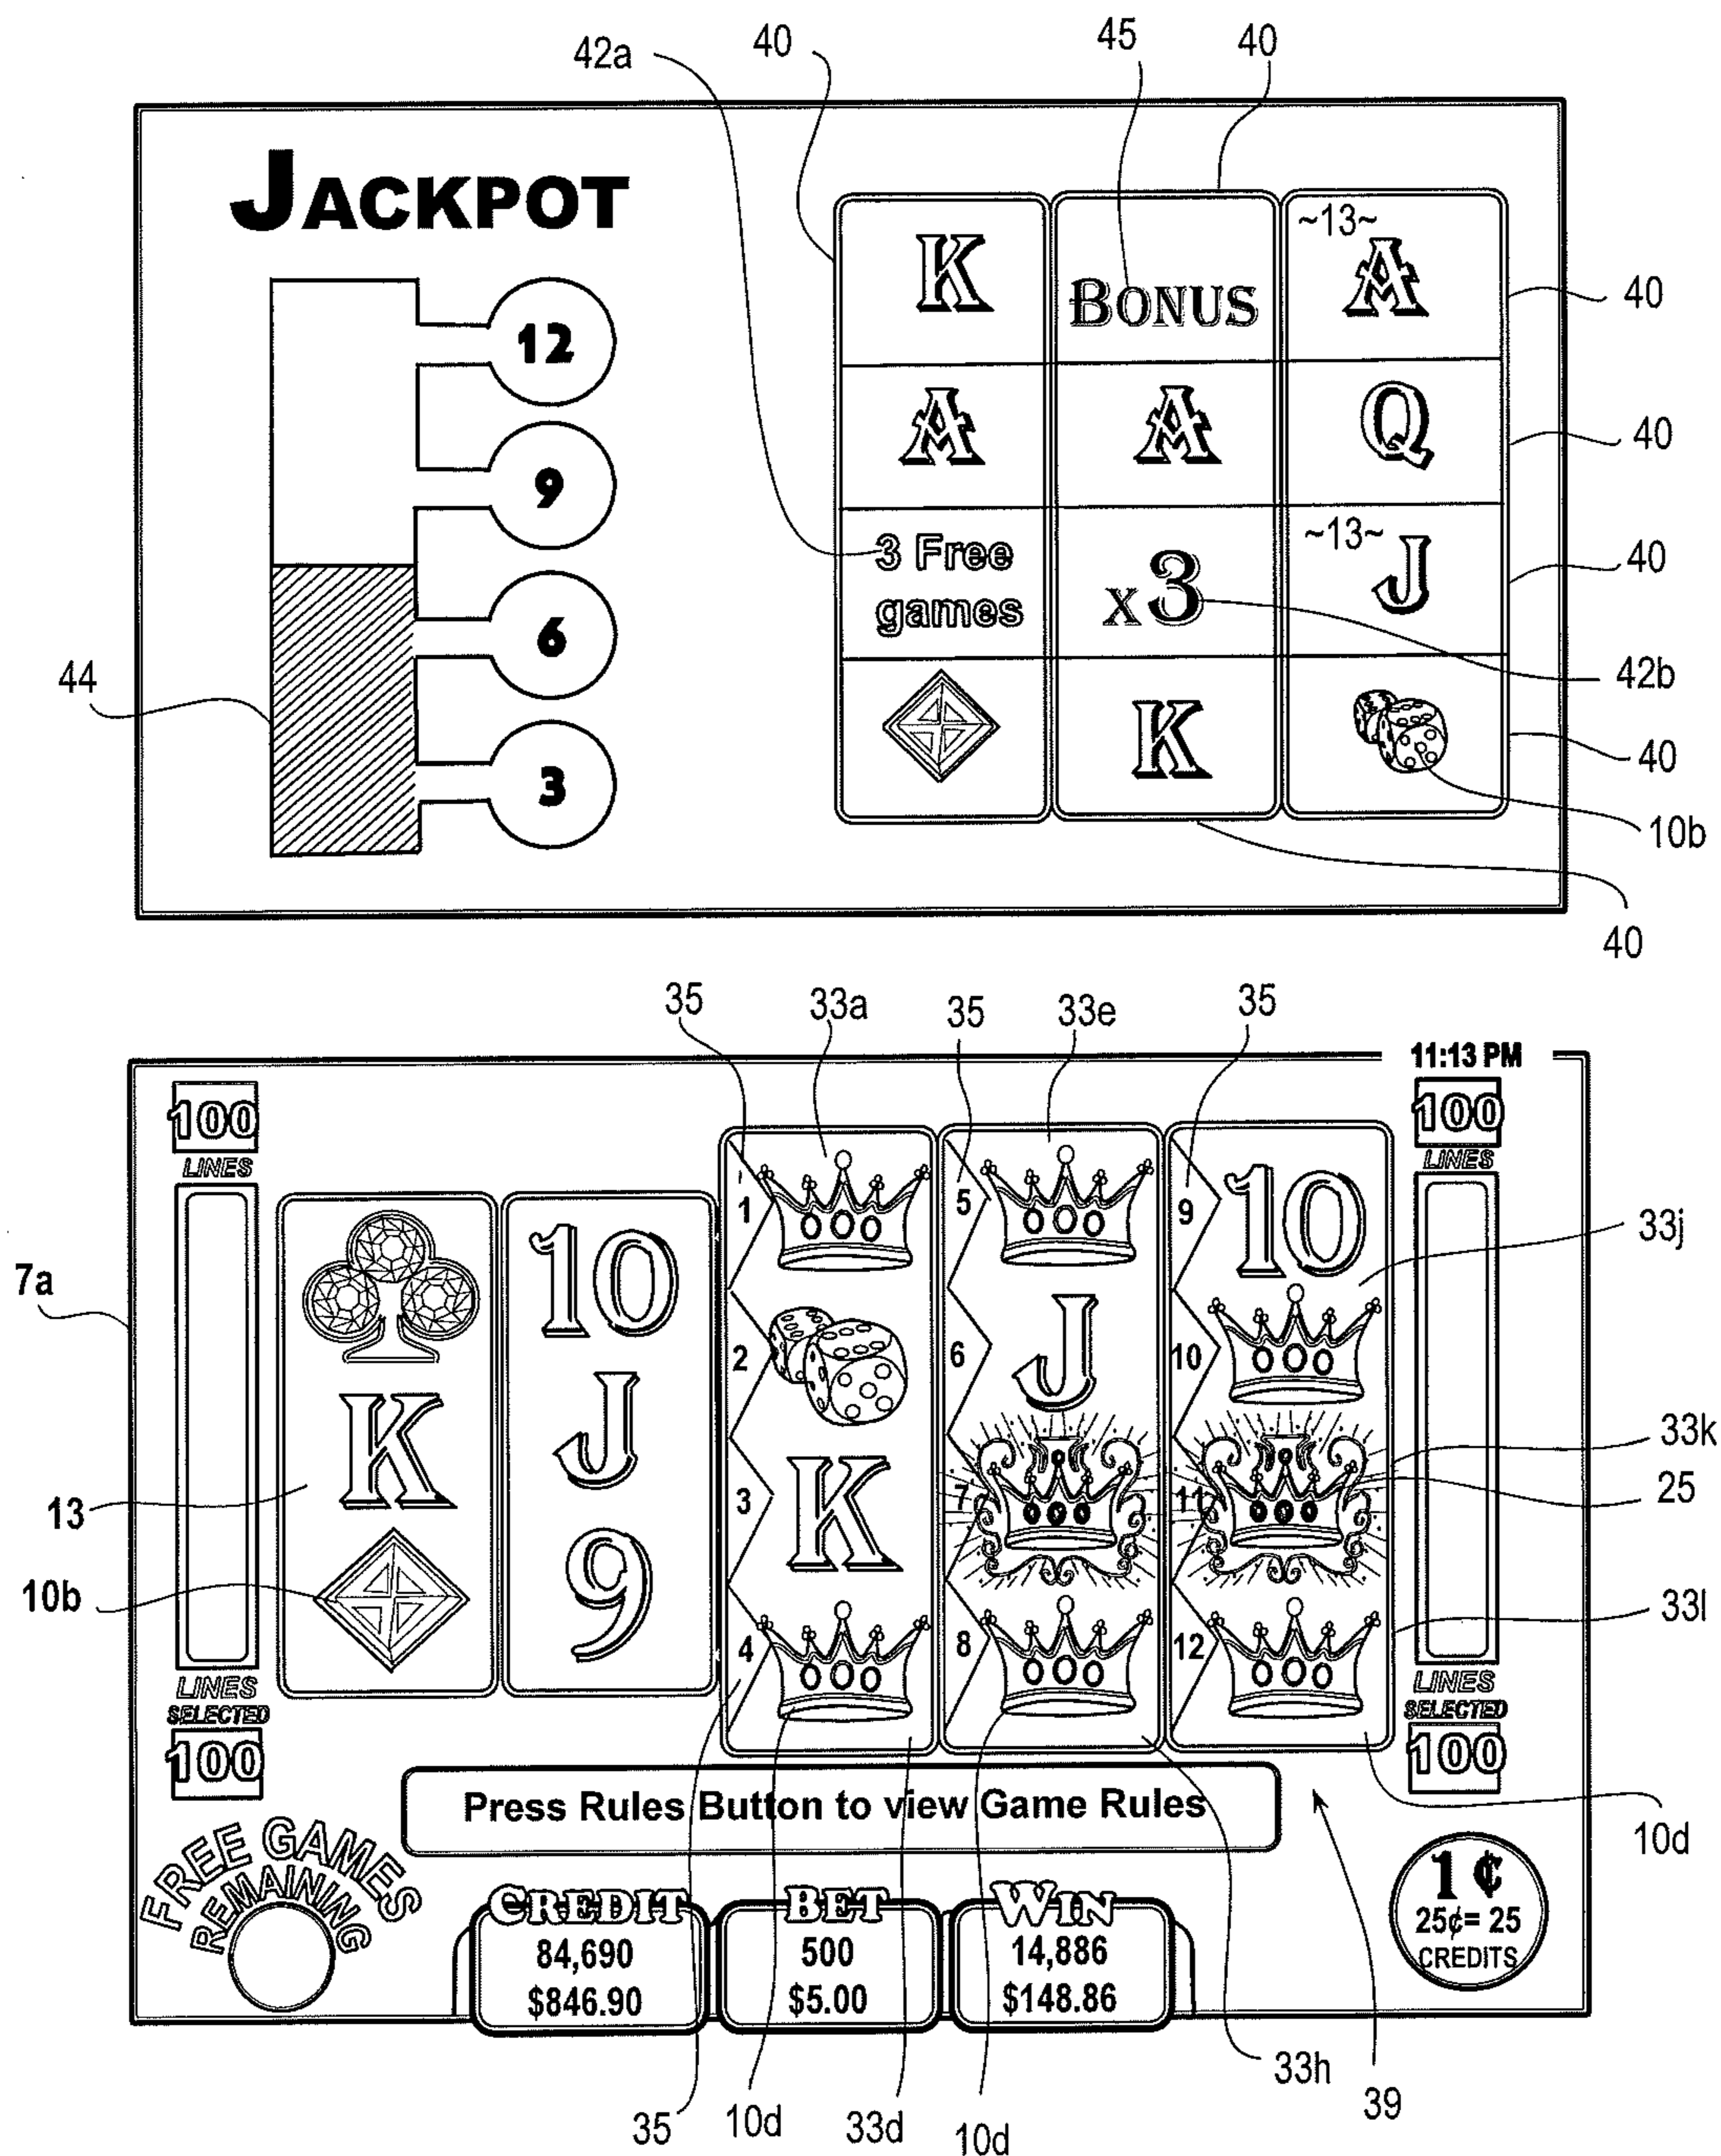 42a 40 45 40
JACKPOT
K BONUS ~13~ A
12
40
A A Q
9
40
3 Free x3 ~13~ J
games
40
6
42b
44
K
3
40
10b
40
35 33a 35 33e 35
11:13 PM
100 100
LINES LINES
1 5 9 10
10
33j
7a
2 6 J 10
K J
33k
25
13
3 K 7 11
10b
9
33l
4 8 12
LINES LINES
SELECTED SELECTED
100 100
Press Rules Button to view Game Rules
10d
FREE GAMES
REMAINING
CREDIT BET WIN
84,690 500 14,886
$846.90 $5.00 $148.86
1¢
25¢= 25
CREDITS
33h
39
35 10d 33d 10d